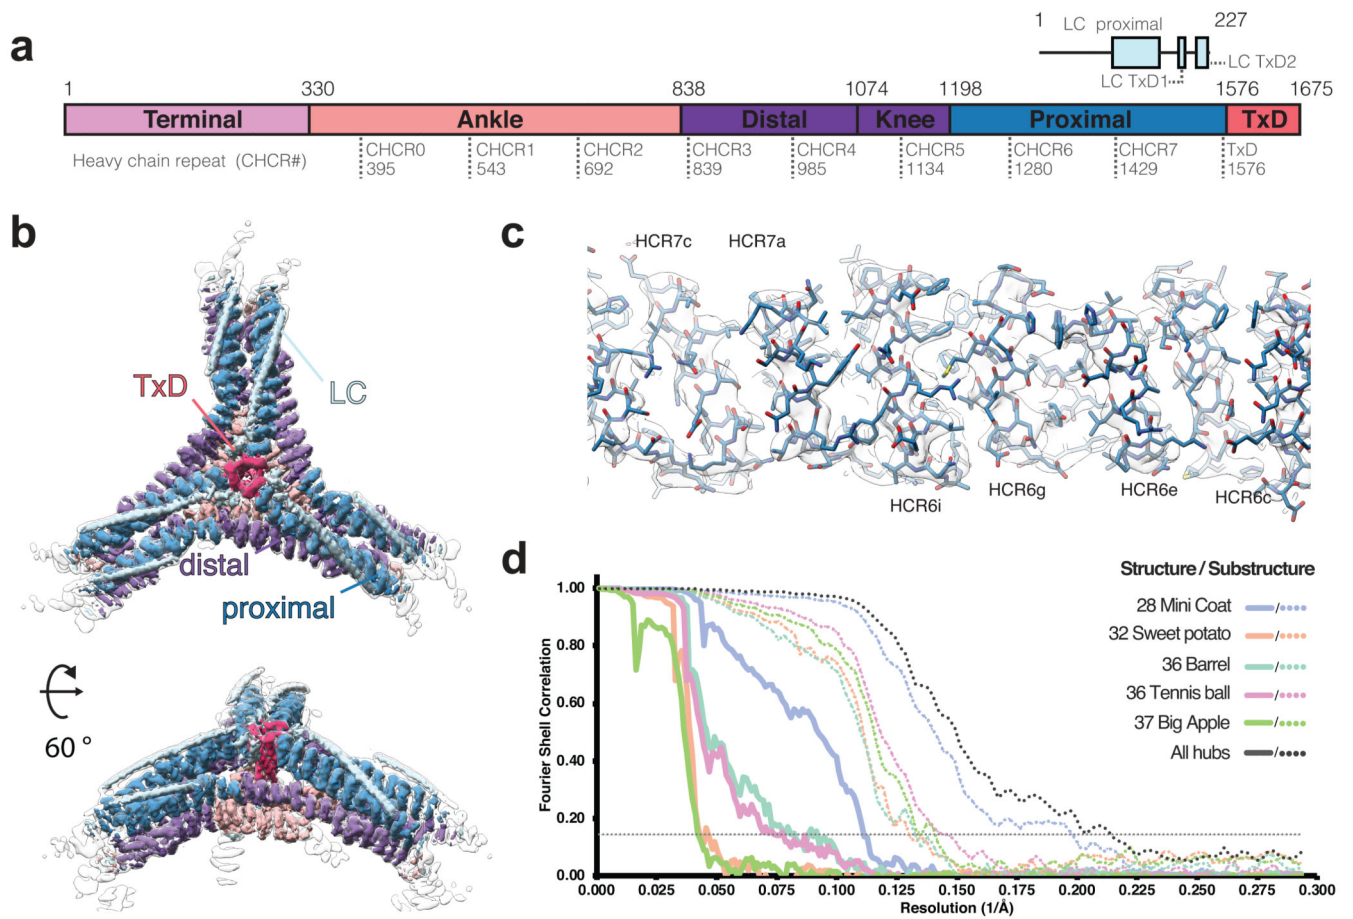 a
1
LC proximal
227
LC TxD2
LC TxD1
1
330
838
1074
1198
1576
1675
Terminal
Ankle
Distal
Knee
Proximal
TxD
Heavy chain repeat (CHCR#)
CHCR0
395
CHCR1
543
CHCR2
692
CHCR3
839
CHCR4
985
CHCR5
1134
CHCR6
1280
CHCR7
1429
TxD
1576
b
TxD
LC
distal
proximal
60 °
c
HCR7c
HCR7a
HCR6i
HCR6g
HCR6e
HCR6c
d
Structure / Substructure
28 Mini Coat
/
32 Sweet potato
/
36 Barrel
/
36 Tennis ball
/
37 Big Apple
/
All hubs
/
Fourier Shell Correlation
1.00
0.80
0.60
0.40
0.20
0.00
0.000
0.025
0.050
0.075
0.100
0.125
0.150
0.175
0.200
0.225
0.250
0.275
0.300
Resolution (1/Å)